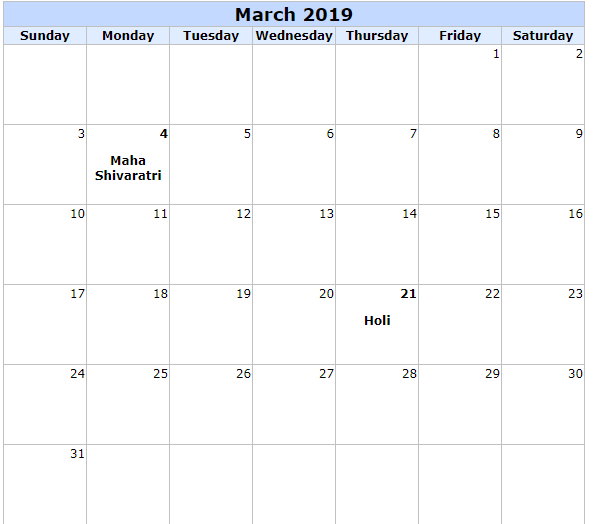 March 2019
Sunday Monday Tuesday Wednesday Thursday Friday Saturday
1 2
3 4 5 6 7 8 9
Maha
Shivaratri
10 11 12 13 14 15 16
17 18 19 20 21 22 23
Holi
24 25 26 27 28 29 30
31